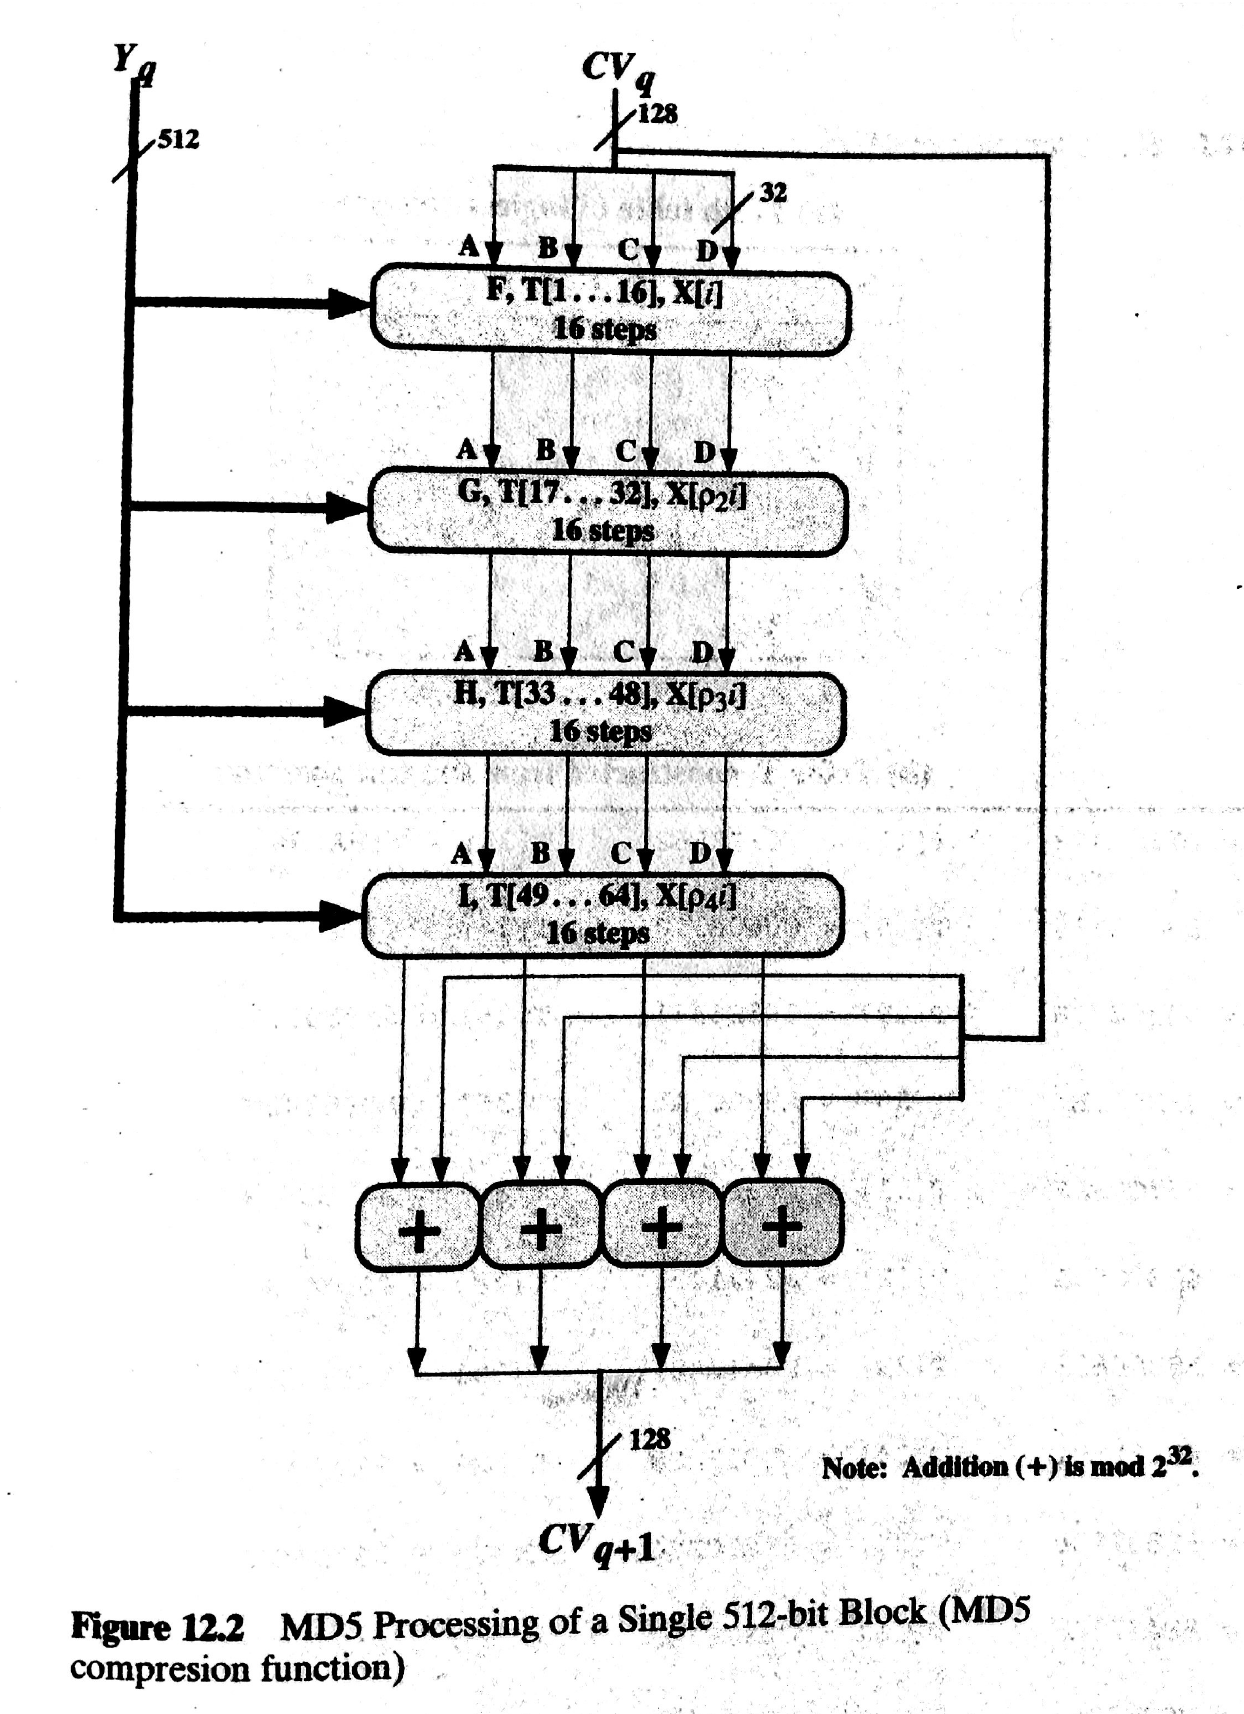 Yq
CVq
512
128
32
A B C D
F, T[1...16], X[i]
16 steps
A B C D
G, T[17...32], X[ρ2i]
16 steps
A B C D
H, T[33...48], X[ρ3i]
16 steps
A B C D
I, T[49...64], X[ρ4i]
16 steps
+ + + +
128
Note: Addition (+) is mod 2^32.
CVq+1
Figure 12.2 MD5 Processing of a Single 512-bit Block (MD5
compresion function)